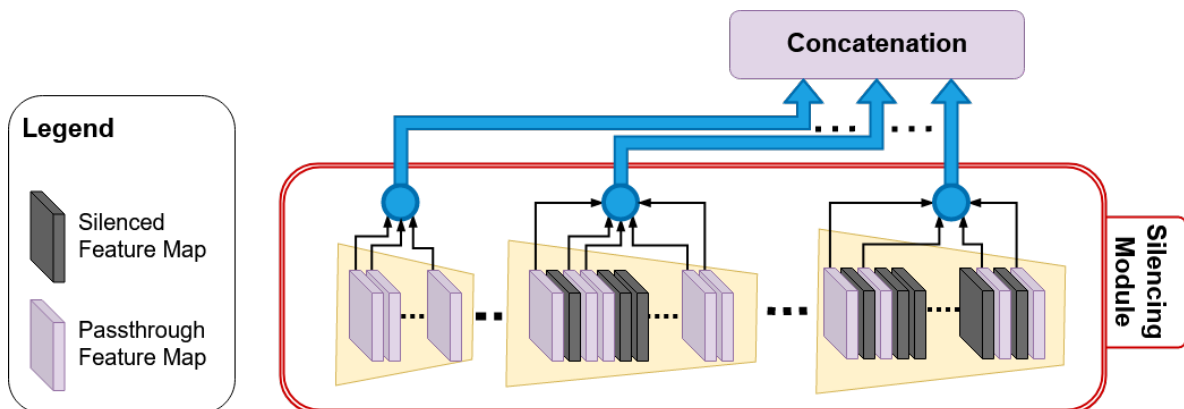 Concatenation
Legend
Silenced
Feature Map
Passthrough
Feature Map
Silencing
Module